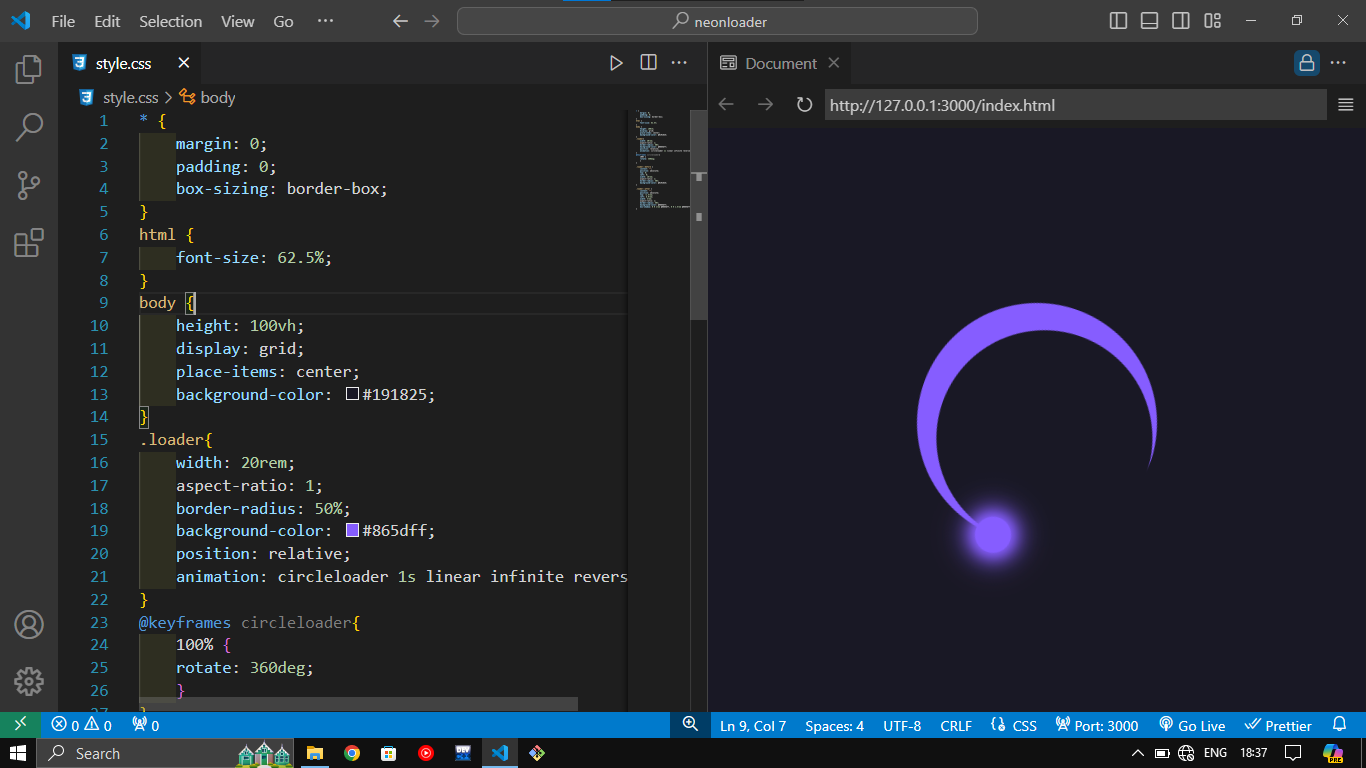 File Edit Selection View Go ··· neonloader
style.css
Document
style.css > body
http://127.0.0.1:3000/index.html
1 * {
2 margin: 0;
3 padding: 0;
4 box-sizing: border-box;
5 }
6 html {
7 font-size: 62.5%;
8 }
9 body {
10 height: 100vh;
11 display: grid;
12 place-items: center;
13 background-color: #191825;
14 }
15 .loader{
16 width: 20rem;
17 aspect-ratio: 1;
18 border-radius: 50%;
19 background-color: #865dff;
20 position: relative;
21 animation: circleloader 1s linear infinite revers
22 }
23 @keyframes circleloader{
24 100% {
25 rotate: 360deg;
26 }
27 }
0 0 0 Ln 9, Col 7 Spaces: 4 UTF-8 CRLF {} CSS Port: 3000 Go Live Prettier
Search ENG 18:37